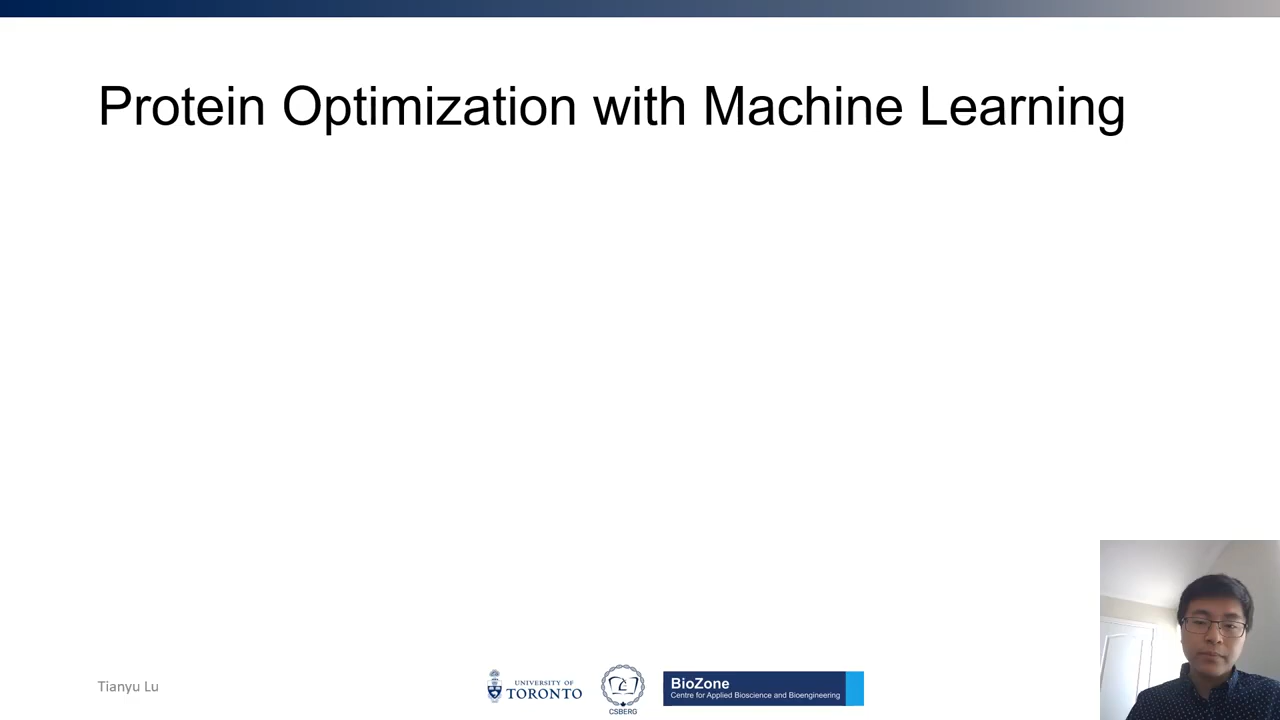 Protein Optimization with Machine Learning
Tianyu Lu
UNIVERSITY OF
TORONTO
CSBERG
BioZone
Centre for Applied Bioscience and Bioengineering